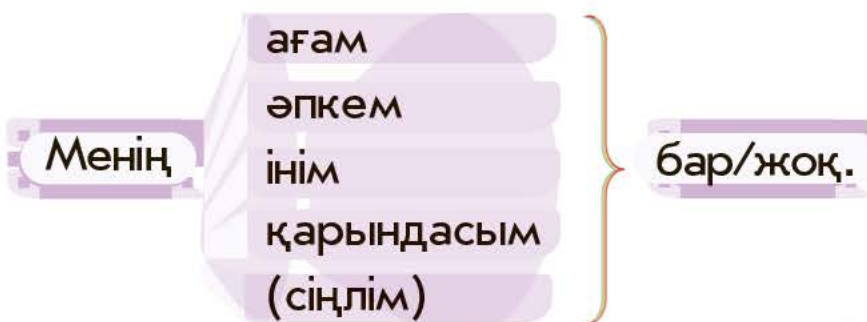 Менің
ағам
әпкем
інім
қарындасым
(сіңлім)
бар/жоқ.